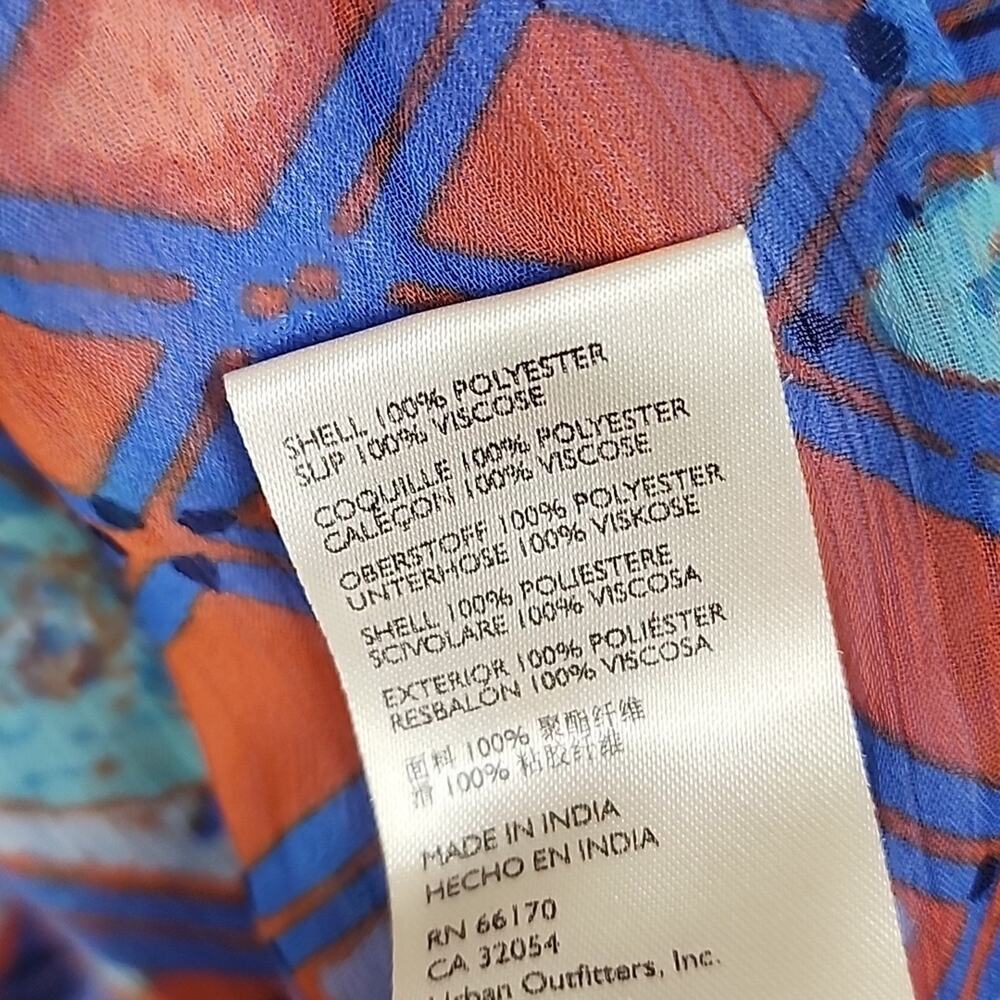 SHELL 100% POLYESTER
SLIP 100% VISCOSE
COQUILLE 100% POLYESTER
CALEÇON 100% VISCOSE
OBERSTOFF 100% POLYESTER
UNTERHOSE 100% VISKOSE
SHELL 100% POLIESTERE
SCIVOLARE 100% VISCOSA
EXTERIOR 100% POLIÉSTER
RESBALÓN 100% VISCOSA
面料 100% 聚酯纤维
滑 100% 粘胶纤维
MADE IN INDIA
HECHO EN INDIA
RN 66170
CA 32054
Urban Outfitters, Inc.